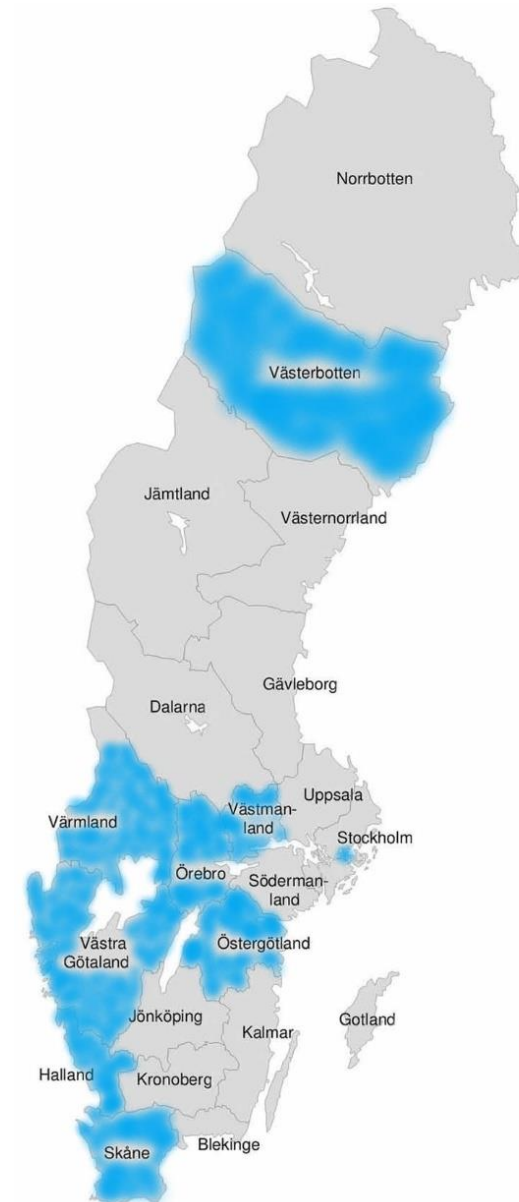 Norrbotten
Västerbotten
Jämtland
Västernorrland
Gävleborg
Dalarna
Uppsala
Västman-
land
Värmland
Stockholm
Örebro
Söderman-
land
Västra
Götaland
Östergötland
Jönköping
Gotland
Kalmar
Halland
Kronoberg
Blekinge
Skåne